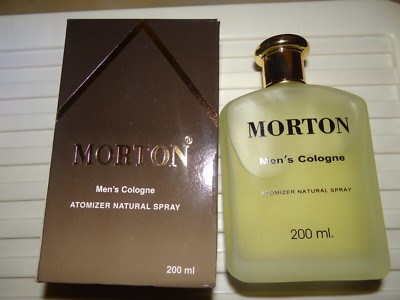 MORTON®
Men's Cologne
ATOMIZER NATURAL SPRAY
200 ml
MORTON
Men's Cologne
ATOMIZER NATURAL SPRAY
200 ml.